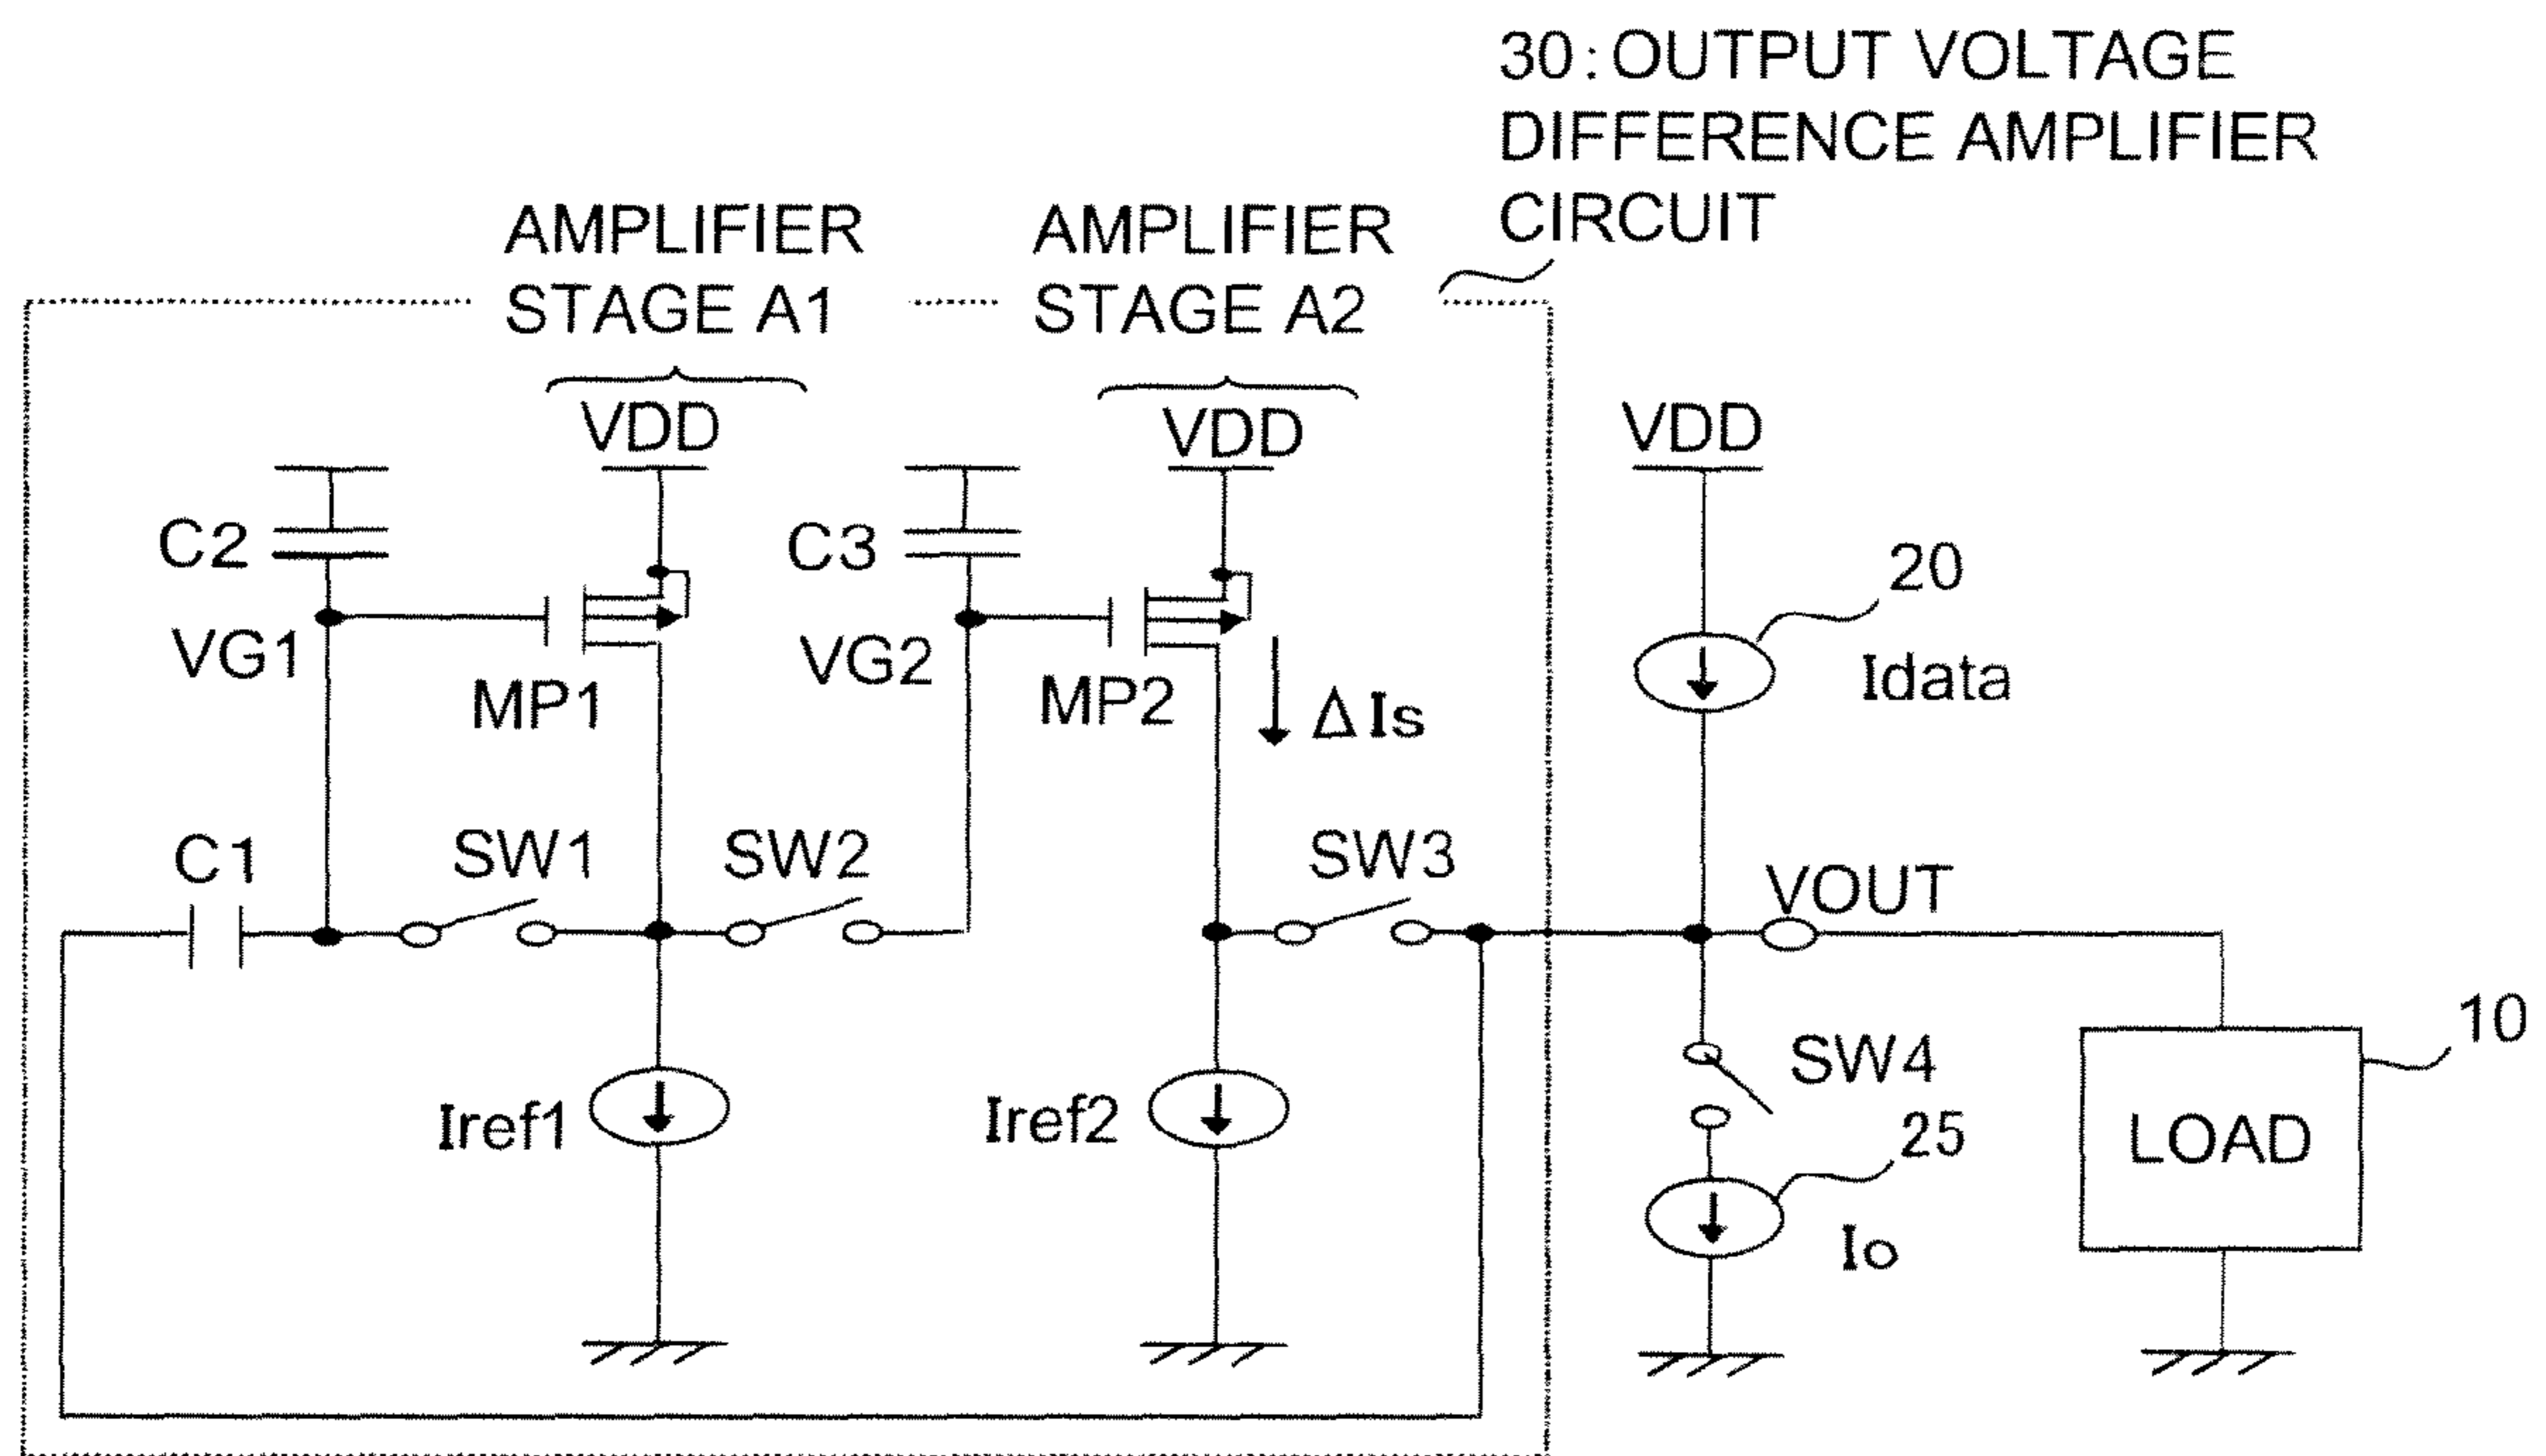 30:OUTPUT VOLTAGE
DIFFERENCE AMPLIFIER
CIRCUIT
AMPLIFIER
STAGE A1
AMPLIFIER
STAGE A2
VDD
VDD
VDD
C2
C3
20
VG1
VG2
MP1
MP2
ΔIs
Idata
C1
SW1
SW2
SW3
VOUT
SW4
10
Iref1
Iref2
25
LOAD
Io